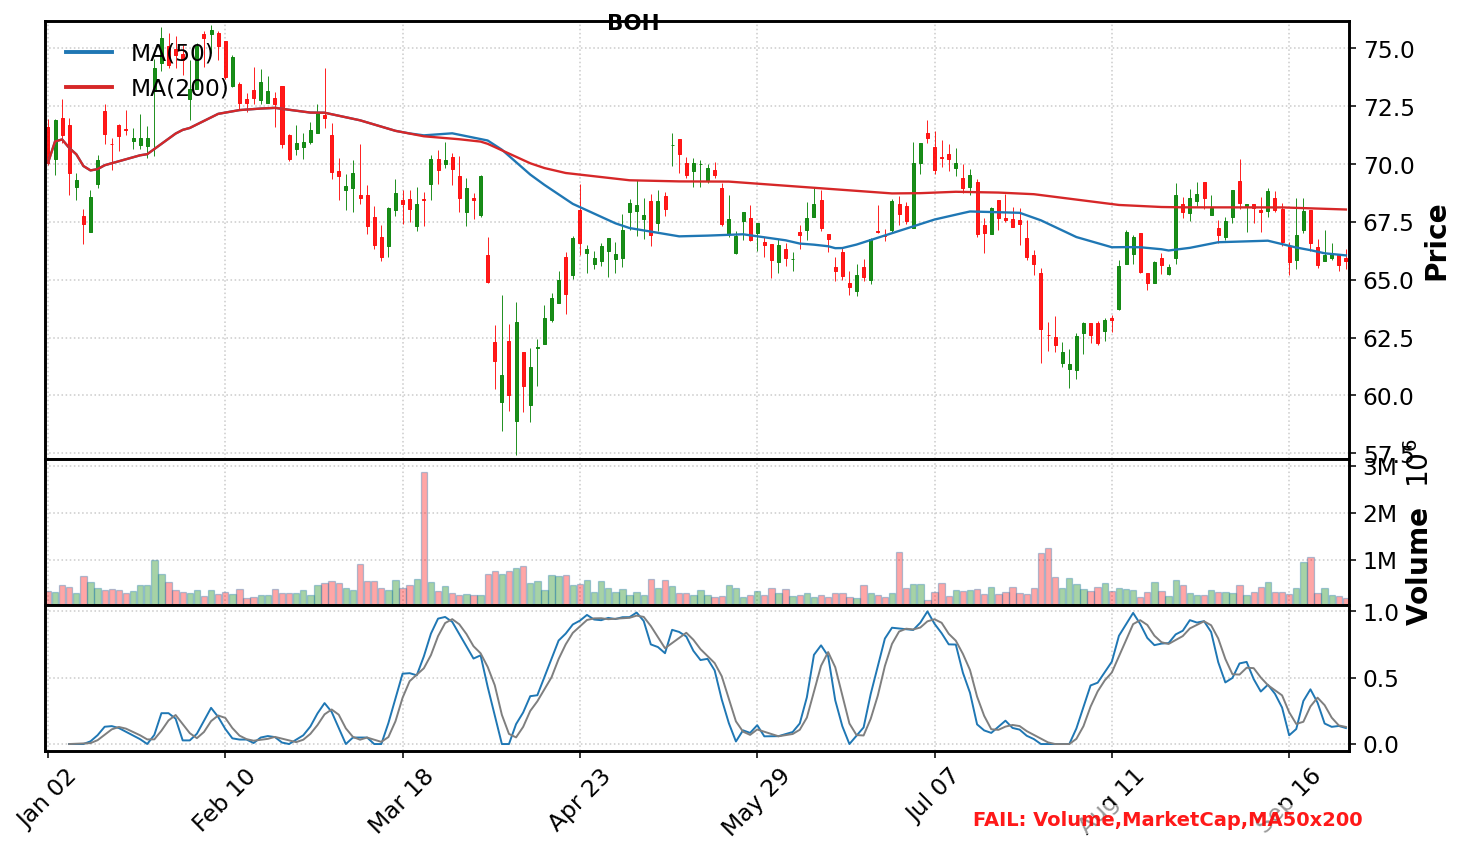 BOH
MA(50)
MA(200)
75.0
72.5
70.0
67.5
65.0
62.5
60.0
57.5
Price
3M
2M
1M
Volume 10^6
1.0
0.5
0.0
Jan 02
Feb 10
Mar 18
Apr 23
May 29
Jul 07
Aug 11
Sep 16
FAIL: Volume,MarketCap,MA50x200